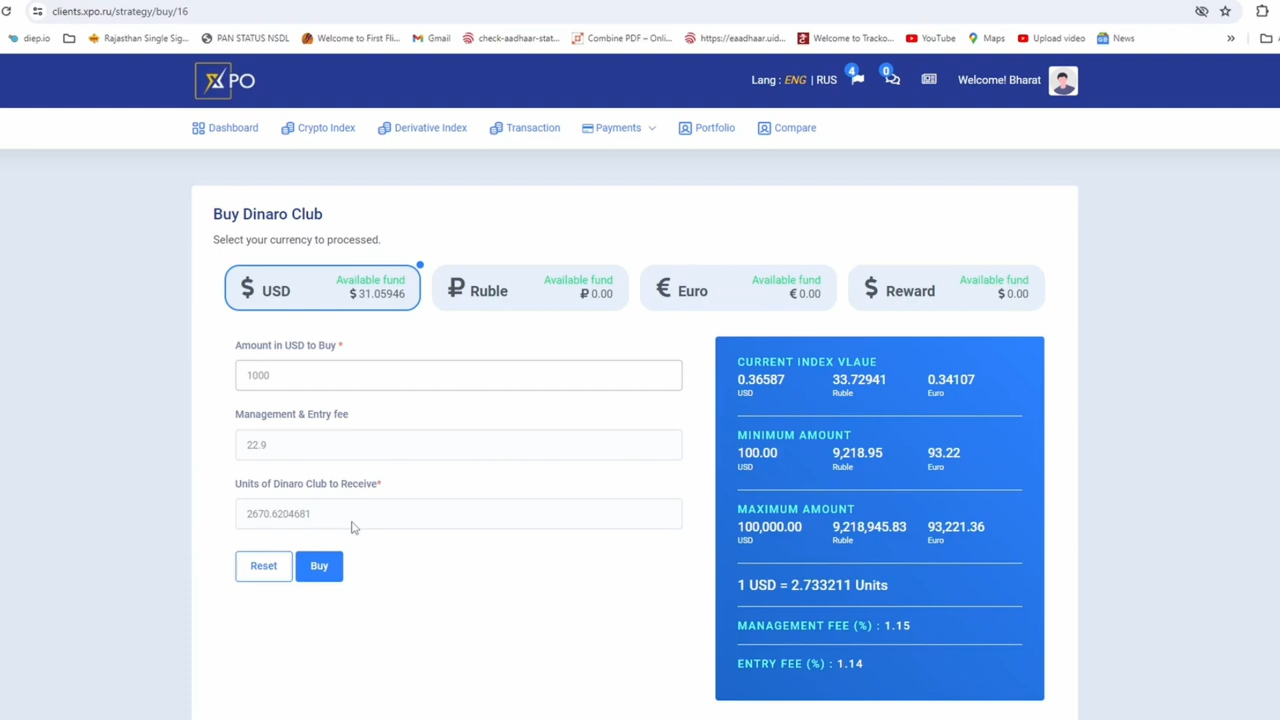 clients.xpo.ru/strategy/buy/16
diep.io Rajasthan Single Sig... PAN STATUS NSDL Welcome to First Fli... Gmail check-aadhaar-stat... Combine PDF – Onli... https://eaadhaar.uid... Welcome to Tracko... YouTube Maps Upload video News »
XPO
Lang : ENG | RUS 4 0 Welcome! Bharat
Dashboard Crypto Index Derivative Index Transaction Payments Portfolio Compare
Buy Dinaro Club
Select your currency to processed.
$ USD Available fund $ 31.05946
₽ Ruble Available fund ₽ 0.00
€ Euro Available fund € 0.00
$ Reward Available fund $ 0.00
Amount in USD to Buy *
1000
Management & Entry fee
22.9
Units of Dinaro Club to Receive*
2670.6204681
Reset Buy
CURRENT INDEX VLAUE
0.36587 33.72941 0.34107
USD Ruble Euro
MINIMUM AMOUNT
100.00 9,218.95 93.22
USD Ruble Euro
MAXIMUM AMOUNT
100,000.00 9,218,945.83 93,221.36
USD Ruble Euro
1 USD = 2.733211 Units
MANAGEMENT FEE (%) : 1.15
ENTRY FEE (%) : 1.14